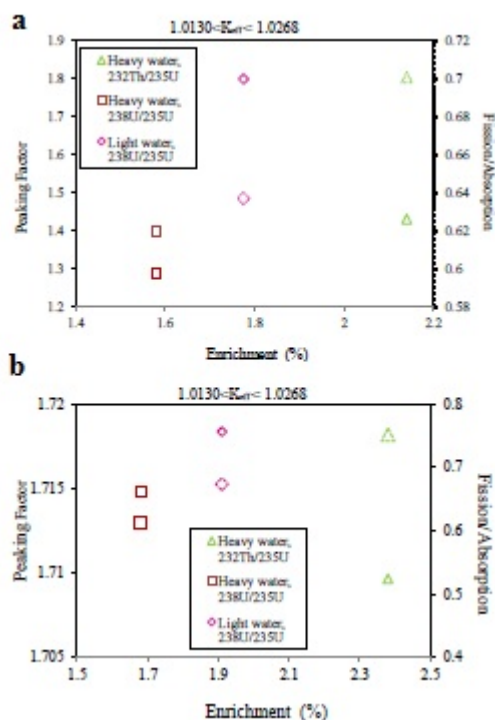 a
1.0130<Keff< 1.0268
1.9
1.8
1.7
1.6
1.5
1.4
1.3
1.2
Peaking Factor
Heavy water,
232Th/235U
Heavy water,
238U/235U
Light water,
238U/235U
0.72
0.7
0.68
0.66
0.64
0.62
0.6
0.58
Fission/Absorption
1.4
1.6
1.8
2
2.2
Enrichment (%)
b
1.0130<Keff< 1.0268
1.72
1.715
1.71
1.705
Peaking Factor
Heavy water,
232Th/235U
Heavy water,
238U/235U
Light water,
238U/235U
0.8
0.7
0.6
0.5
0.4
Fission/Absorption
1.5
1.7
1.9
2.1
2.3
2.5
Enrichment (%)